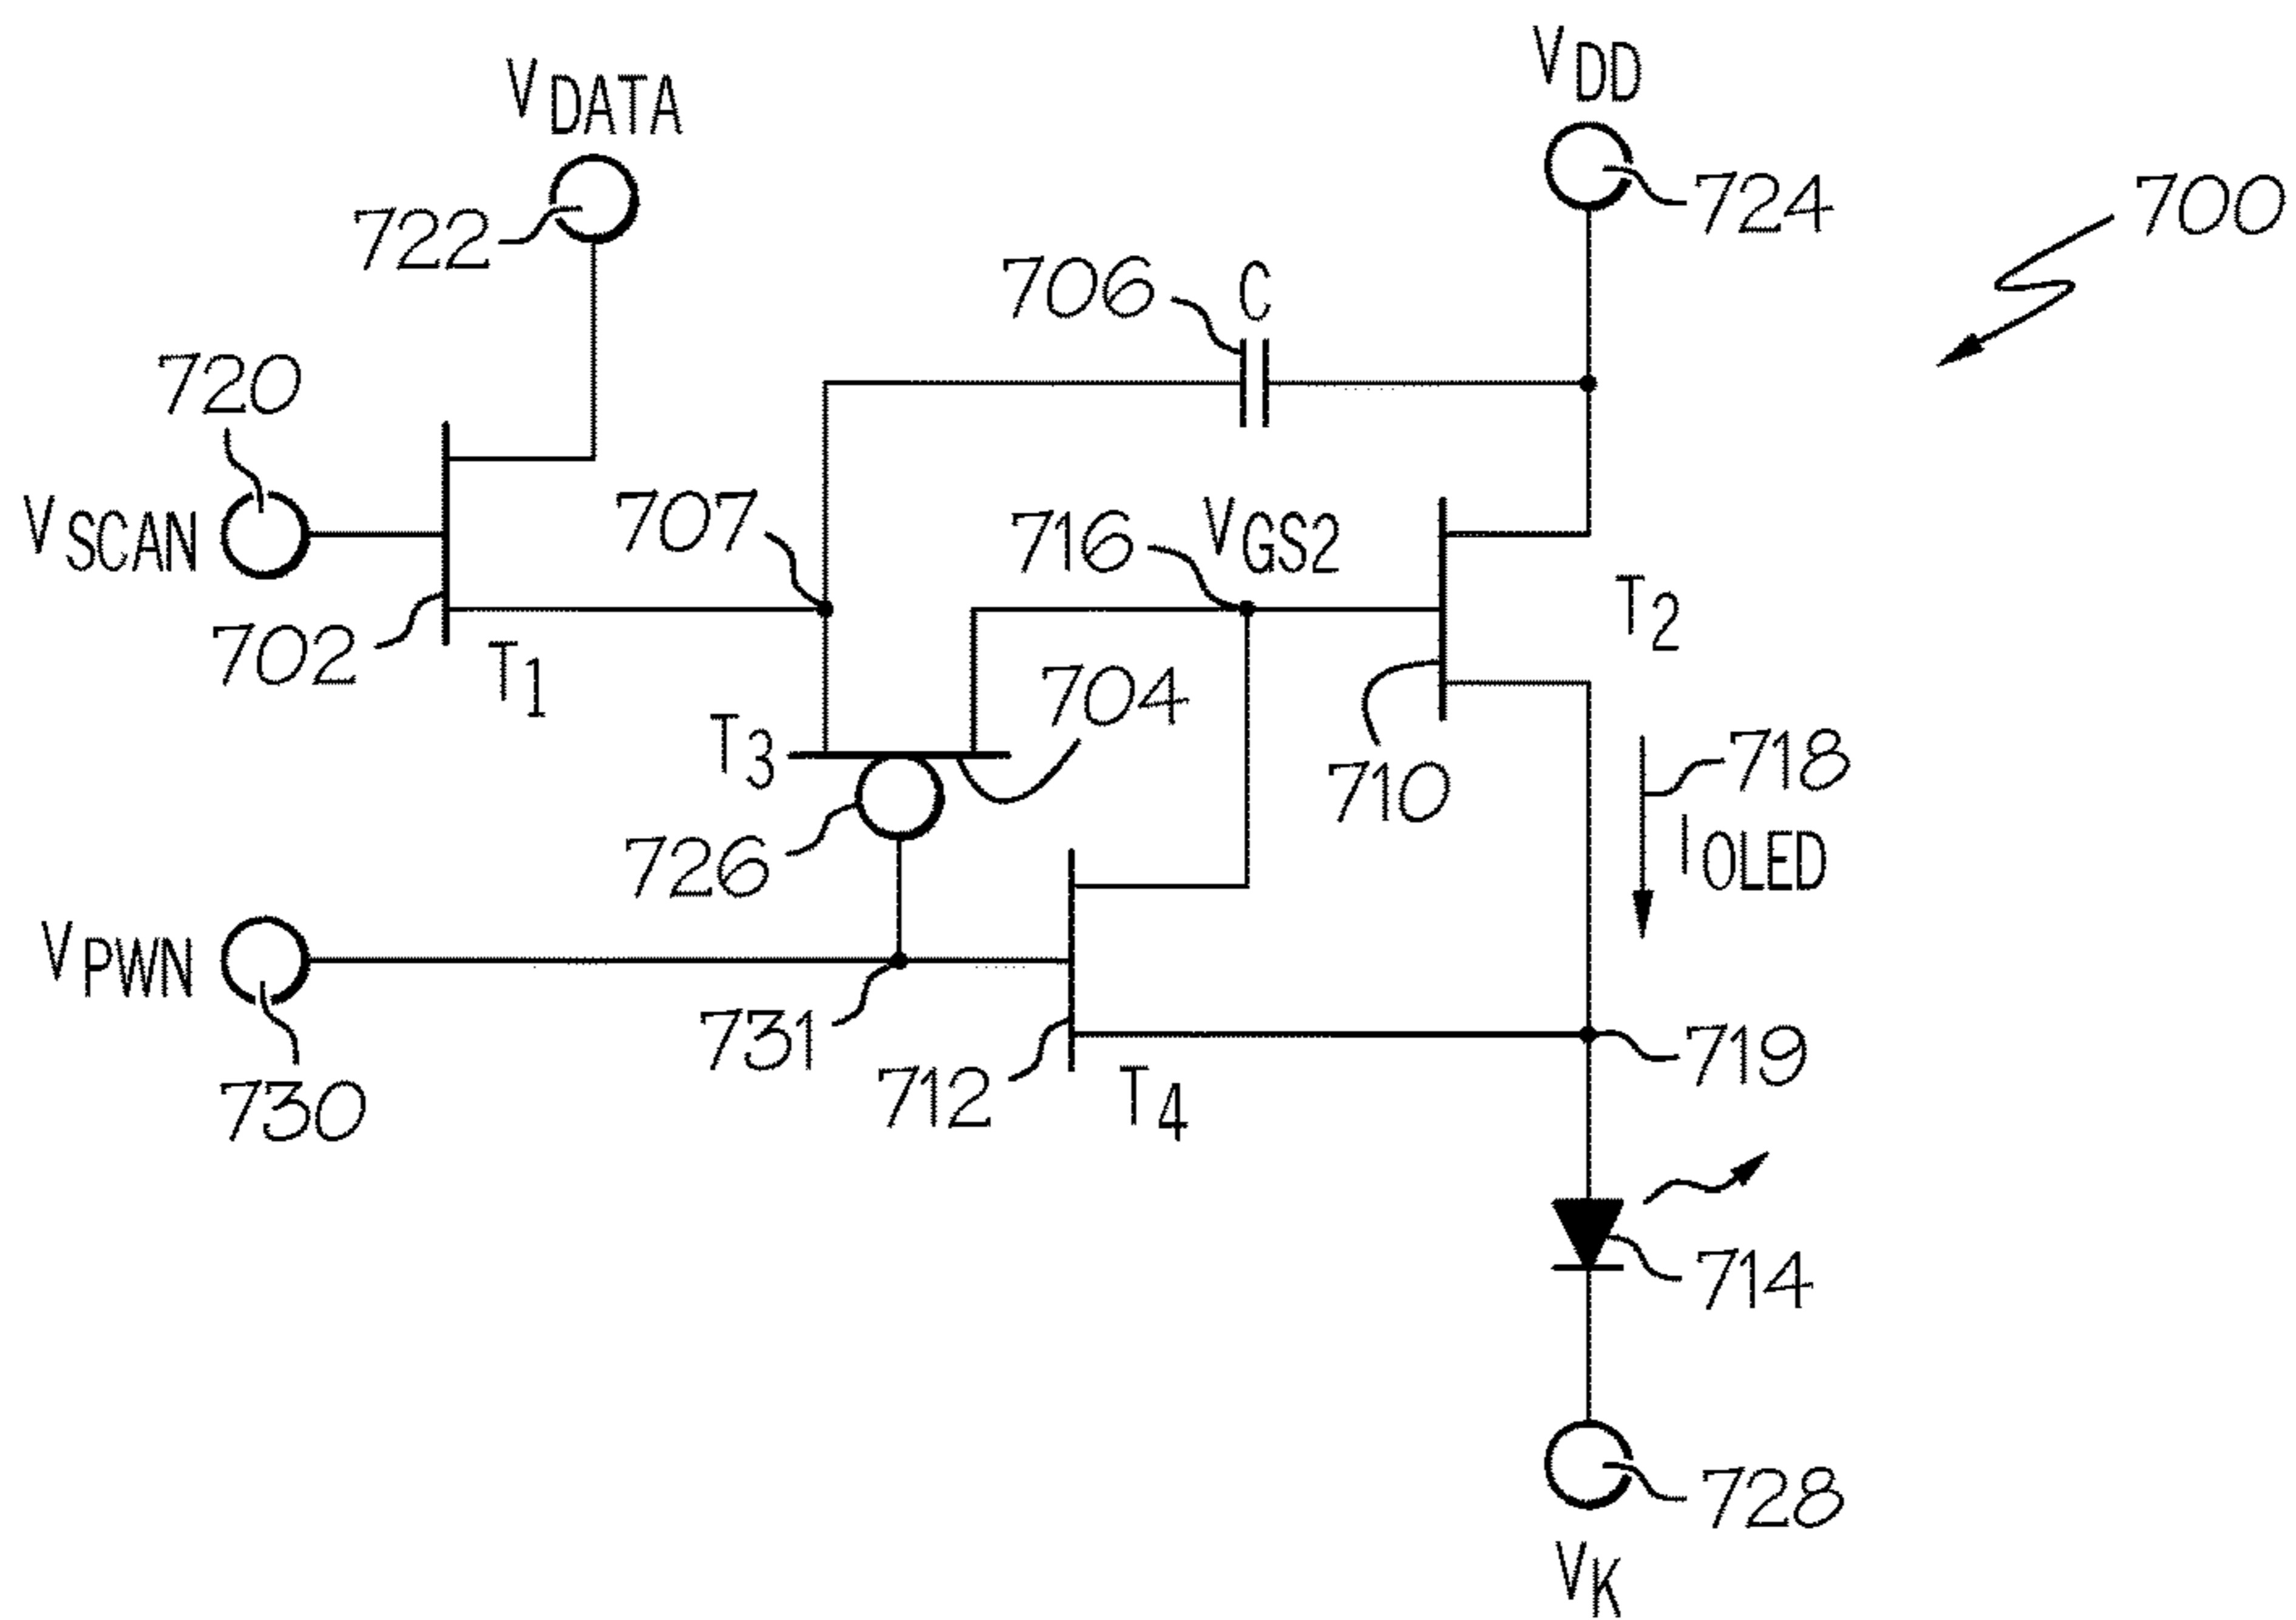 VDD
VDATA
724
700
722
706 C
720
VSCAN
707
716 VGS2
T2
702
T1
704
T3
718
710
IOLED
726
VPWN
731
719
712
T4
730
714
728
VK